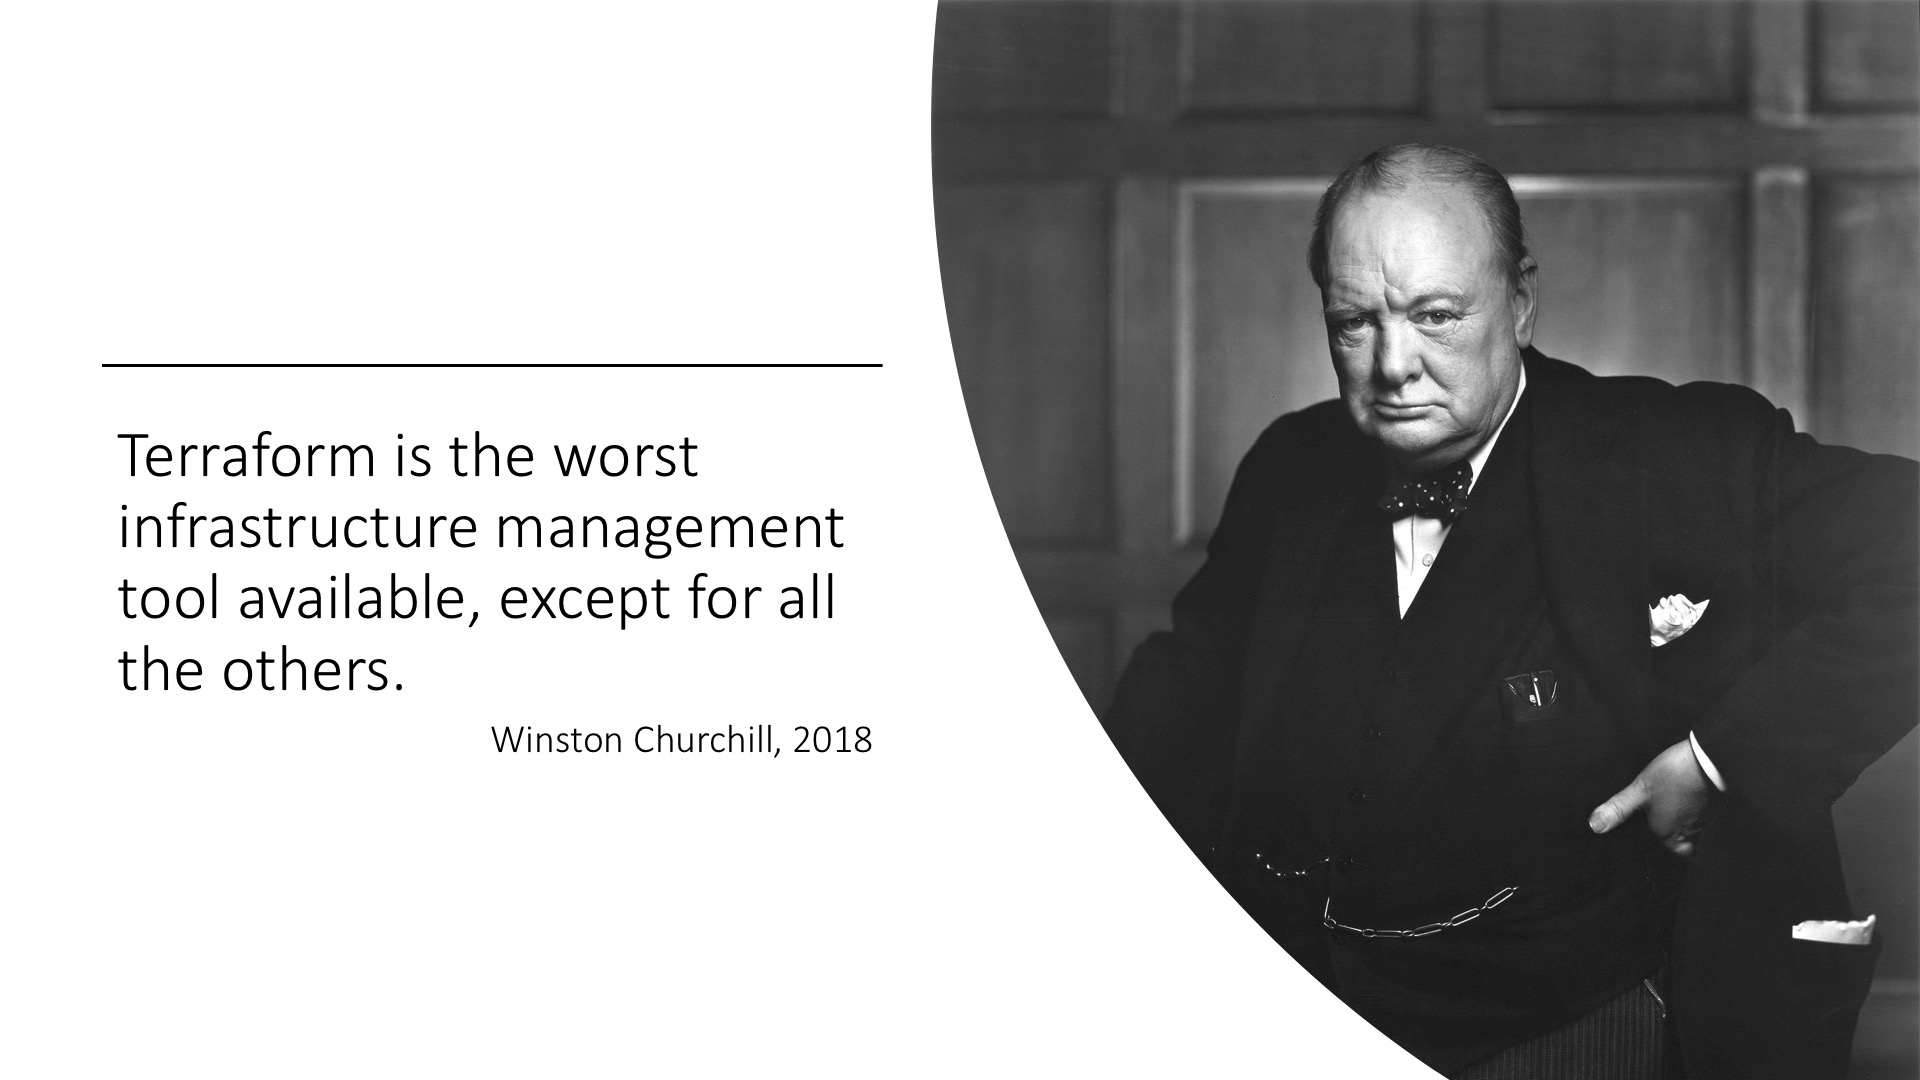 Terraform is the worst
infrastructure management
tool available, except for all
the others.
Winston Churchill, 2018